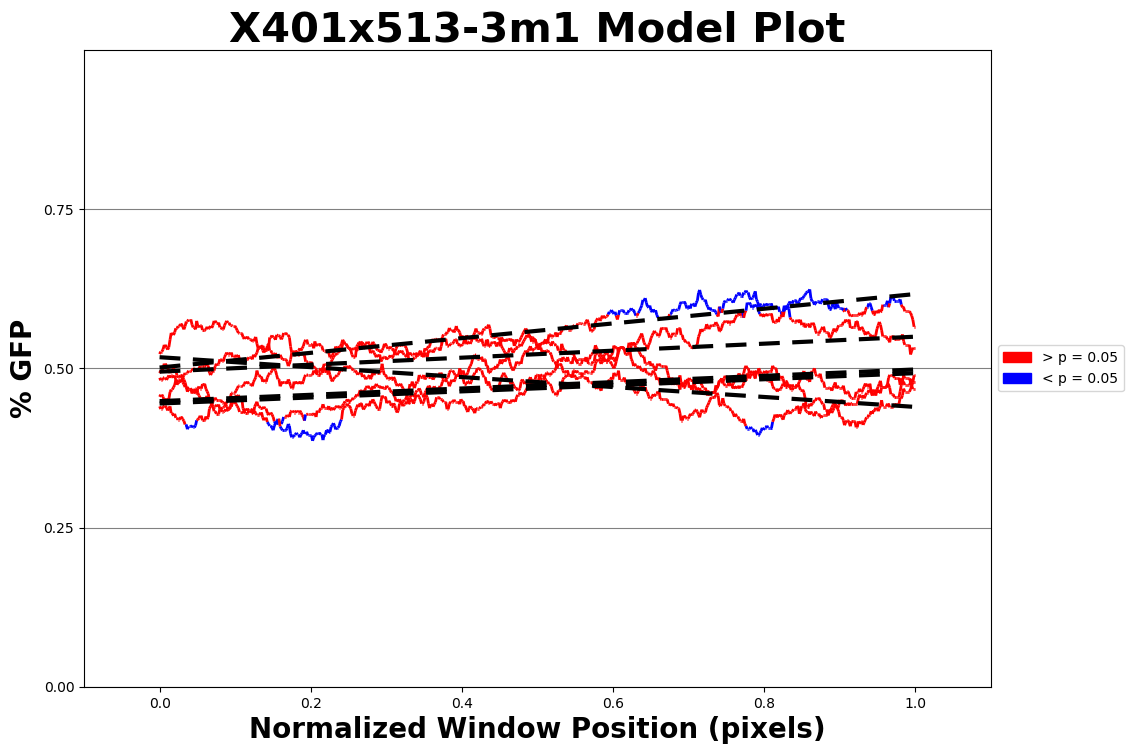 X401x513-3m1 Model Plot
% GFP
0.75
0.50
0.25
0.00
0.0 0.2 0.4 0.6 0.8 1.0
Normalized Window Position (pixels)
> p = 0.05
< p = 0.05